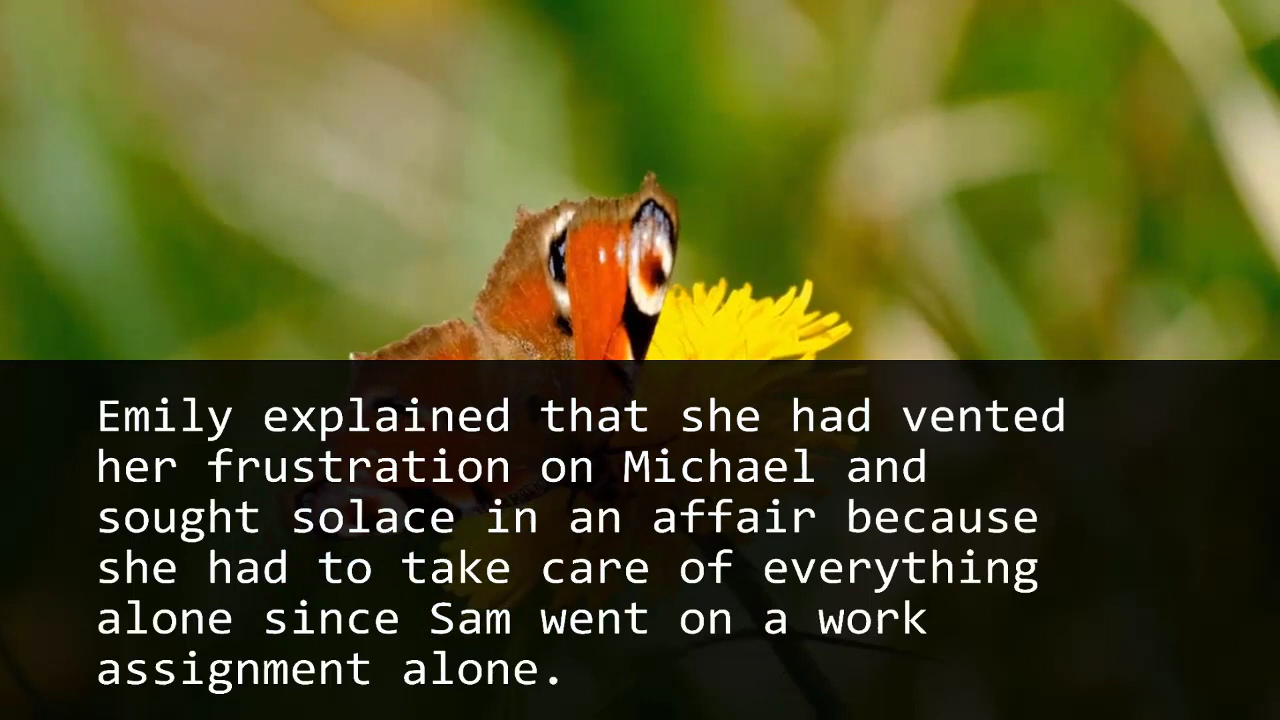 Emily explained that she had vented
her frustration on Michael and
sought solace in an affair because
she had to take care of everything
alone since Sam went on a work
assignment alone.